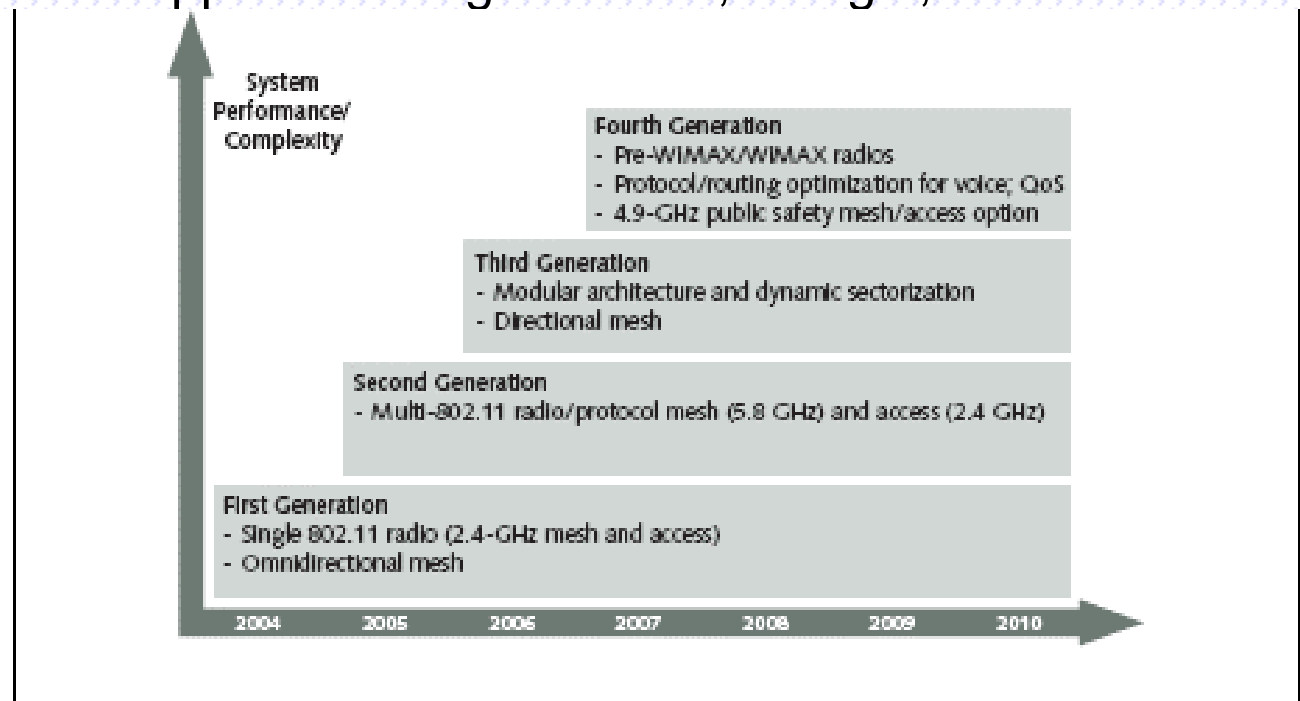 System
Performance/
Complexity
Fourth Generation
- Pre-WiMAX/WiMAX radios
- Protocol/routing optimization for voice; QoS
- 4.9-GHz public safety mesh/access option
Third Generation
- Modular architecture and dynamic sectorization
- Directional mesh
Second Generation
- Multi-802.11 radio/protocol mesh (5.8 GHz) and access (2.4 GHz)
First Generation
- Single 802.11 radio (2.4-GHz mesh and access)
- Omnidirectional mesh
2004 2005 2006 2007 2008 2009 2010